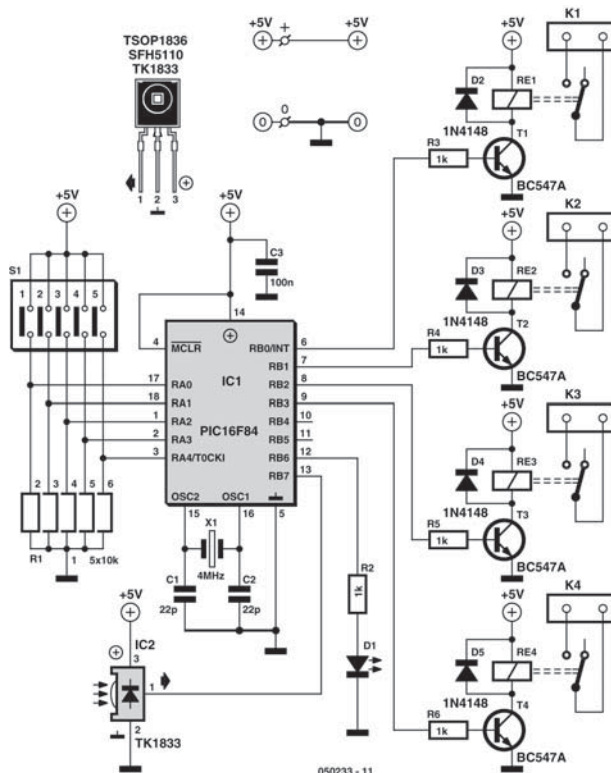 TSOP1836
SFH5110
TK1833
1 2 3
+5V + +5V
0 0 0
+5V
K1
D2
RE1
1N4148
T1
R3
1k
BC547A
+5V
K2
D3
RE2
1N4148
T2
R4
1k
BC547A
+5V
K3
D4
RE3
1N4148
T3
R5
1k
BC547A
+5V
K4
D5
RE4
1N4148
T4
R6
1k
BC547A
+5V
S1
1 2 3 4 5
+5V
C3
100n
14
4 MCLR RB0/INT 6
IC1 RB1 7
17 RA0 RB2 8
18 RA1 RB3 9
1 RA2 PIC16F84 RB4 10
2 RA3 RB5 11
3 RA4/T0CKI RB6 12
RB7 13
OSC2 OSC1
15 16 5
X1
4MHz
C1
22p
C2
22p
2 3 4 5 6
R1 1 5x10k
R2
1k
D1
+5V
IC2
3
1
2
TK1833
050233 - 11